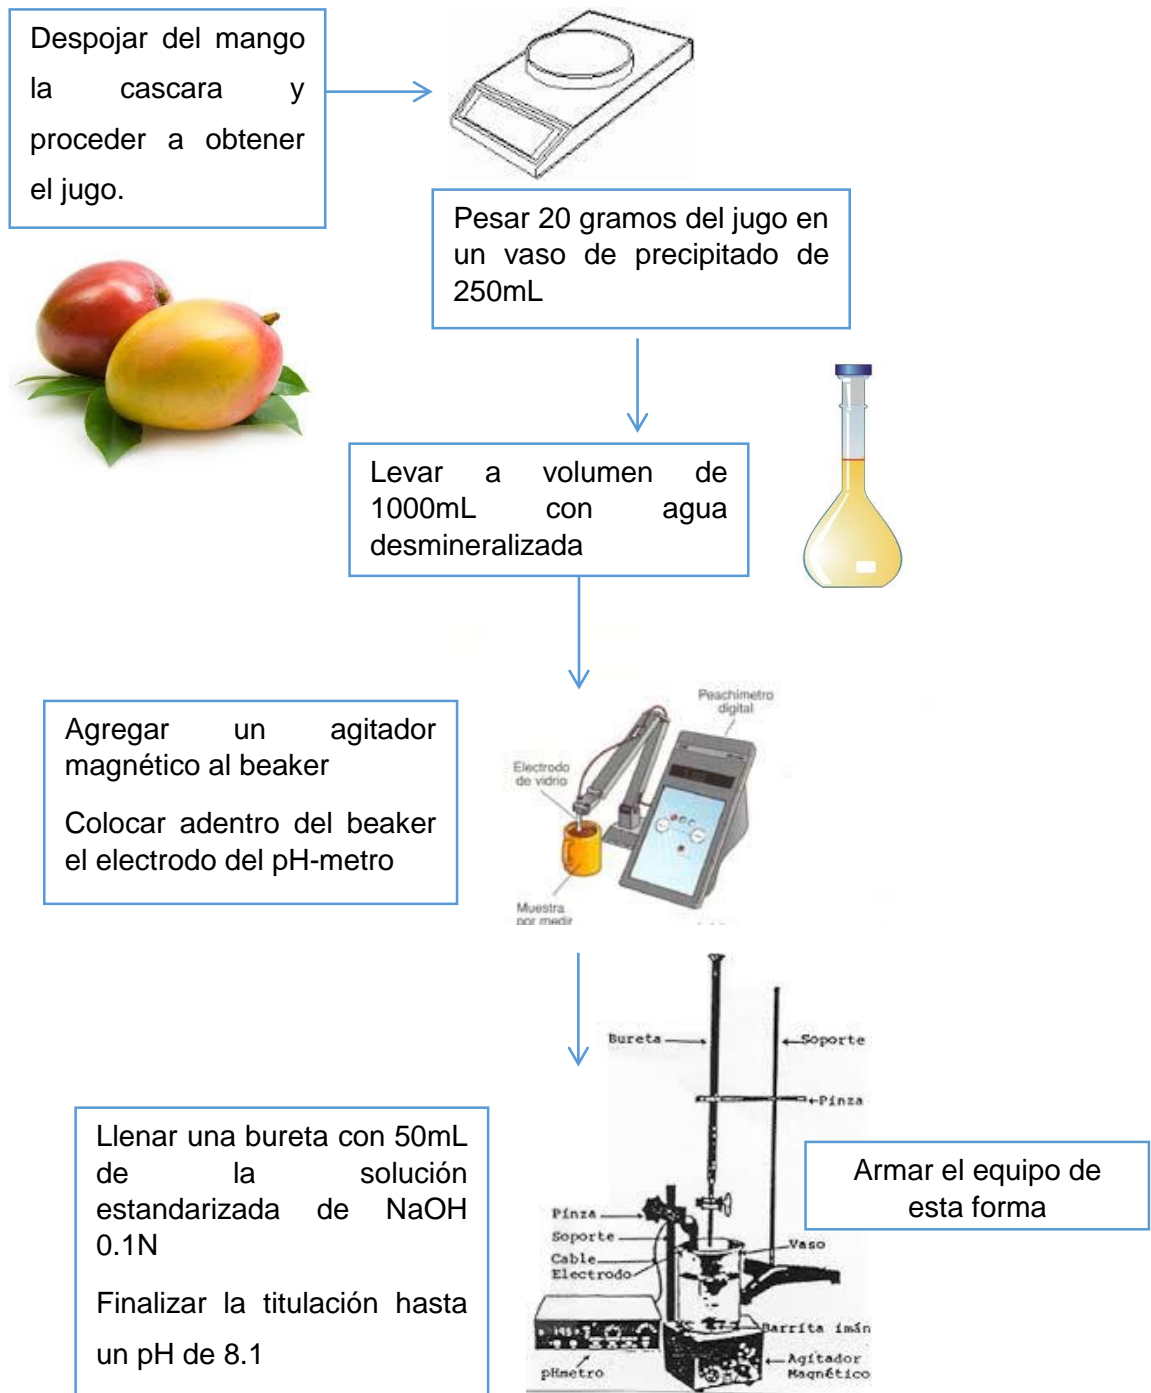 Despojar del mango
la cascara y
proceder a obtener
el jugo.
Pesar 20 gramos del jugo en
un vaso de precipitado de
250mL
Levar a volumen de
1000mL con agua
desmineralizada
Agregar un agitador
magnético al beaker
Colocar adentro del beaker
el electrodo del pH-metro
Peachimetro
digital
Electrodo
de vidrio
Muestra
por medir
Llenar una bureta con 50mL
de la solución
estandarizada de NaOH
0.1N
Finalizar la titulación hasta
un pH de 8.1
Bureta
Soporte
Pinza
Pinza
Soporte
Cable
Electrodo
Vaso
Barrita imán
pHmetro
Agitador
Magnético
Armar el equipo de
esta forma